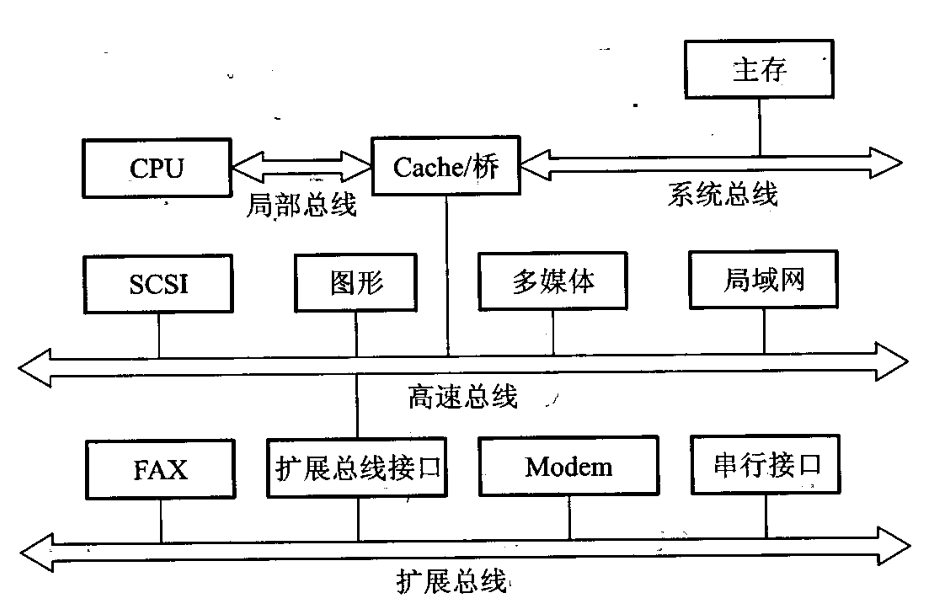 主存
CPU
Cache/桥
局部总线
系统总线
SCSI
图形
多媒体
局域网
高速总线
FAX
扩展总线接口
Modem
串行接口
扩展总线